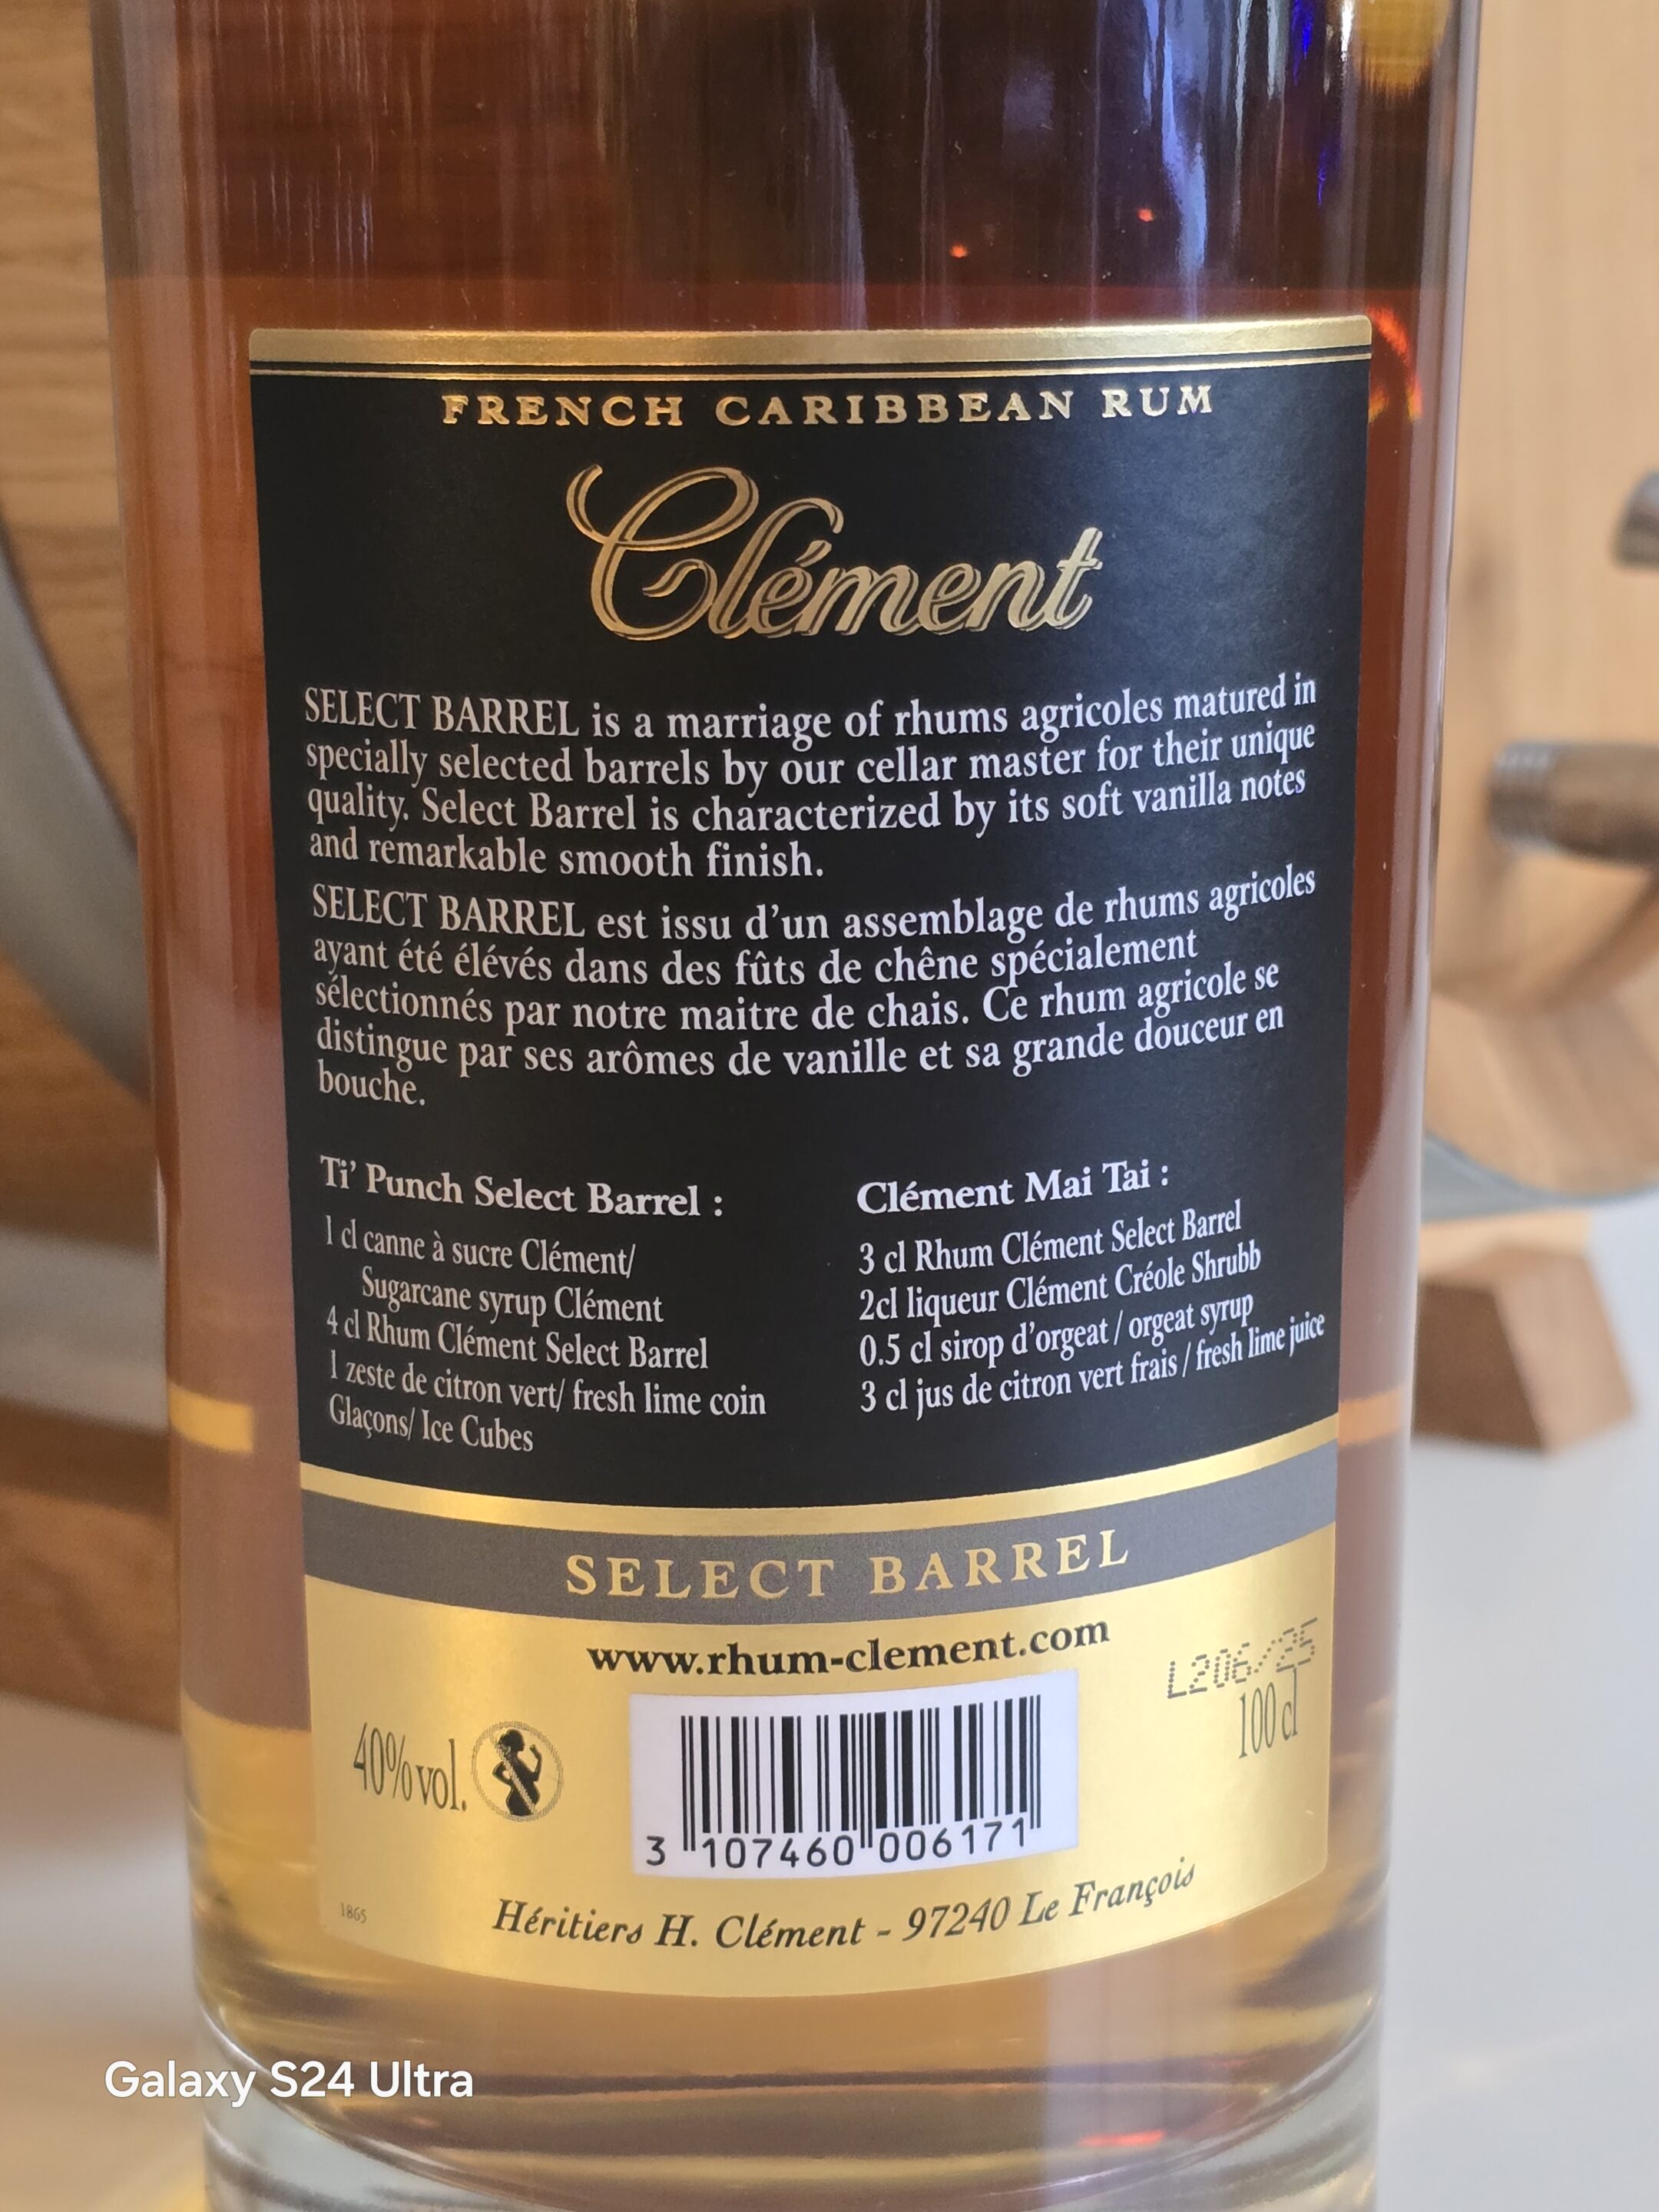 FRENCH CARIBBEAN RUM
Clément
SELECT BARREL is a marriage of rhums agricoles matured in
specially selected barrels by our cellar master for their unique
quality. Select Barrel is characterized by its soft vanilla notes
and remarkable smooth finish.
SELECT BARREL est issu d'un assemblage de rhums agricoles
ayant été élévés dans des fûts de chêne spécialement
sélectionnés par notre maitre de chais. Ce rhum agricole se
distingue par ses arômes de vanille et sa grande douceur en
bouche.
Ti' Punch Select Barrel :
1 cl canne à sucre Clément/
Sugarcane syrup Clément
4 cl Rhum Clément Select Barrel
1 zeste de citron vert/ fresh lime coin
Glaçons/ Ice Cubes
Clément Mai Tai :
3 cl Rhum Clément Select Barrel
2cl liqueur Clément Créole Shrubb
0.5 cl sirop d'orgeat / orgeat syrup
3 cl jus de citron vert frais / fresh lime juice
SELECT BARREL
www.rhum-clement.com
L206/25
100 cl
40% vol.
3 107460 006171
1865
Héritiers H. Clément - 97240 Le François
Galaxy S24 Ultra